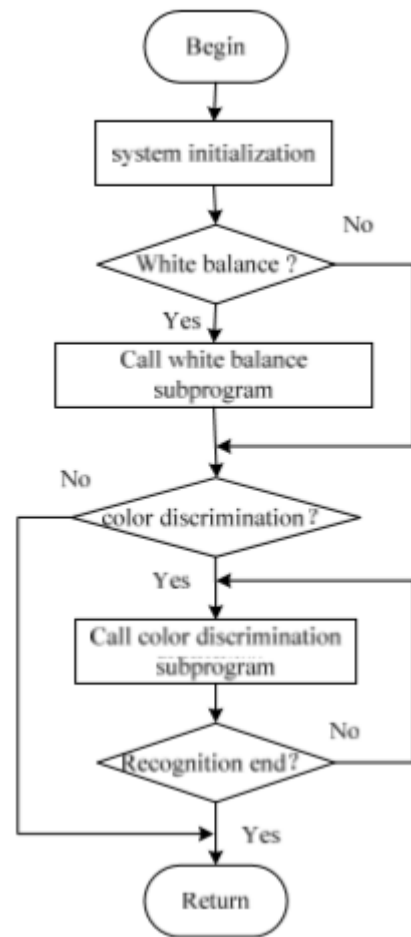 Begin
system initialization
No
White balance ?
Yes
Call white balance
subprogram
No
color discrimination?
Yes
Call color discrimination
subprogram
No
Recognition end?
Yes
Return